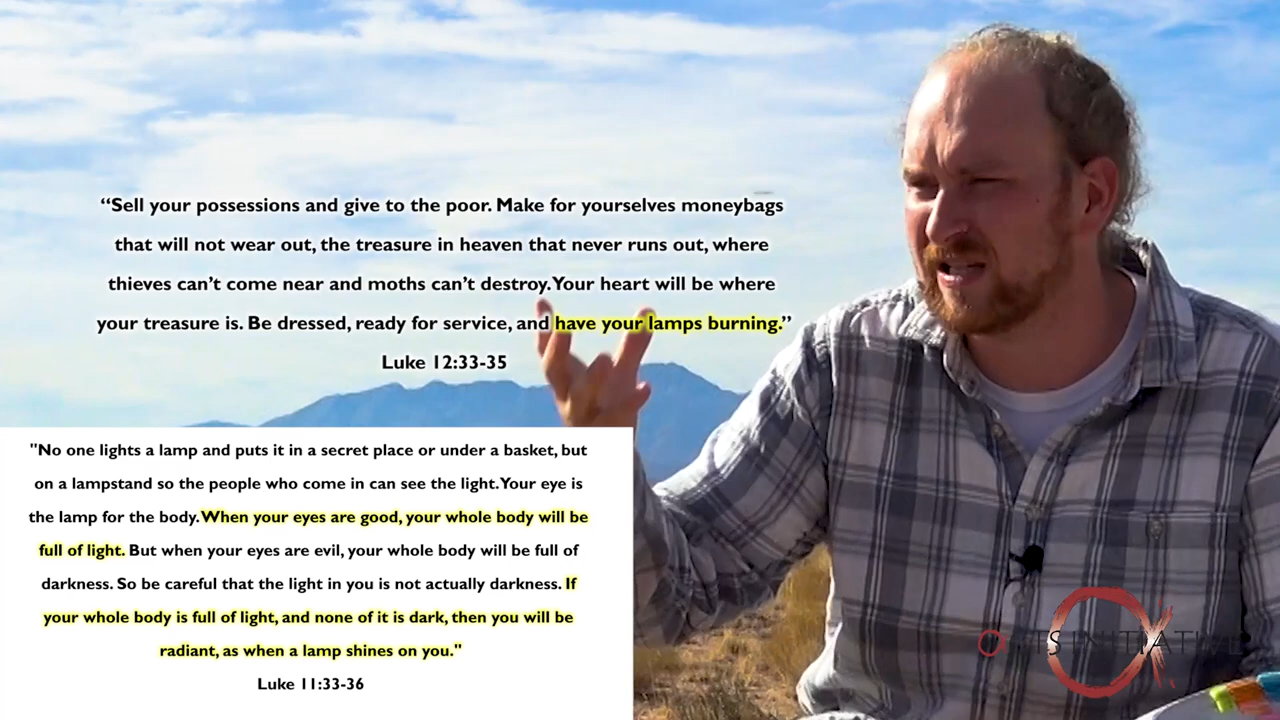 “Sell your possessions and give to the poor. Make for yourselves moneybags
that will not wear out, the treasure in heaven that never runs out, where
thieves can’t come near and moths can’t destroy. Your heart will be where
your treasure is. Be dressed, ready for service, and have your lamps burning.”
Luke 12:33-35
"No one lights a lamp and puts it in a secret place or under a basket, but
on a lampstand so the people who come in can see the light. Your eye is
the lamp for the body. When your eyes are good, your whole body will be
full of light. But when your eyes are evil, your whole body will be full of
darkness. So be careful that the light in you is not actually darkness. If
your whole body is full of light, and none of it is dark, then you will be
radiant, as when a lamp shines on you."
Luke 11:33-36